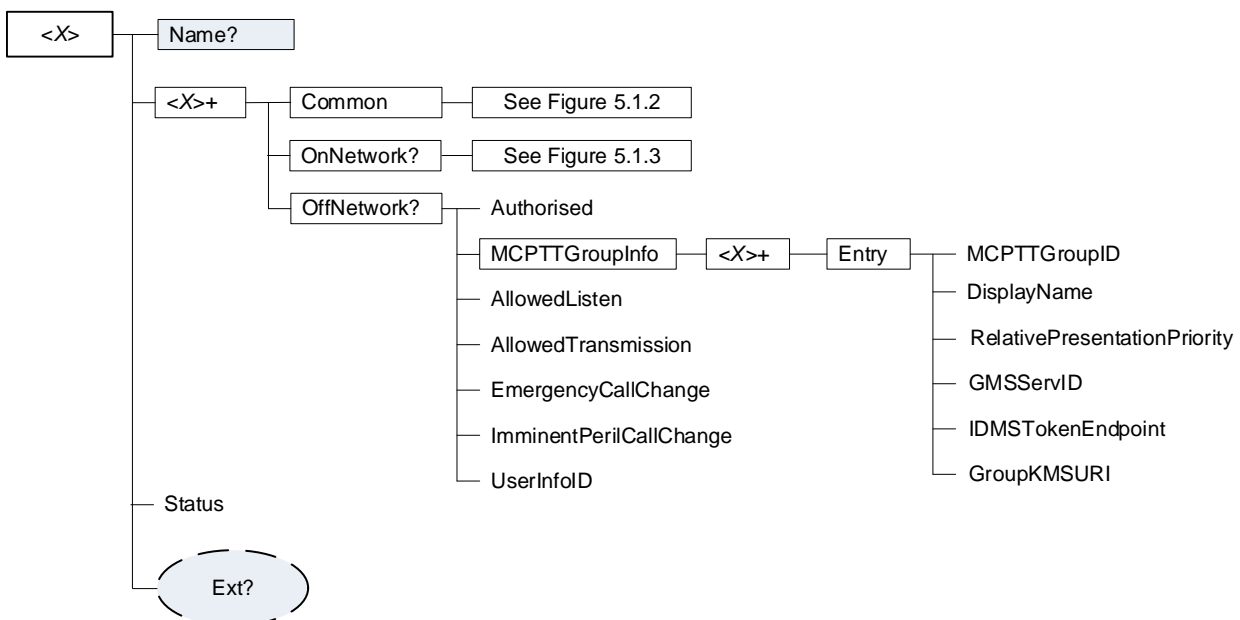 <X>
Name?
<X>+
Common
See Figure 5.1.2
OnNetwork?
See Figure 5.1.3
OffNetwork?
Authorised
MCPTTGroupInfo
<X>+
Entry
MCPTTGroupID
DisplayName
RelativePresentationPriority
GMSServID
IDMSTokenEndpoint
GroupKMSURI
AllowedListen
AllowedTransmission
EmergencyCallChange
ImminentPerilCallChange
UserInfoID
Status
Ext?